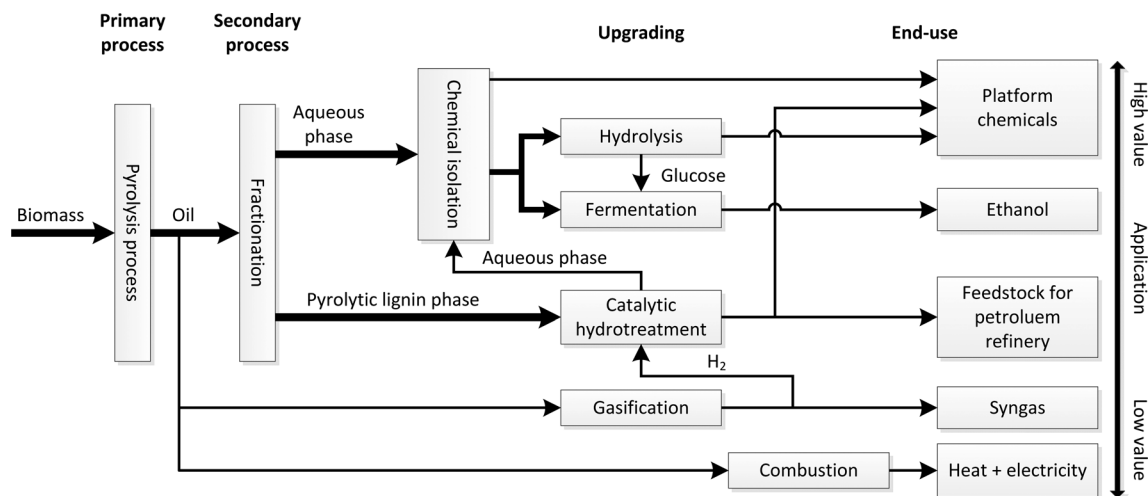 Primary
process
Secondary
process
Upgrading
End-use
Biomass
Pyrolysis process
Oil
Fractionation
Aqueous
phase
Pyrolytic lignin phase
Chemical isolation
Aqueous phase
Hydrolysis
Glucose
Fermentation
Catalytic
hydrotreatment
H₂
Gasification
Combustion
Platform
chemicals
Ethanol
Feedstock for
petroluem
refinery
Syngas
Heat + electricity
High value
Application
Low value